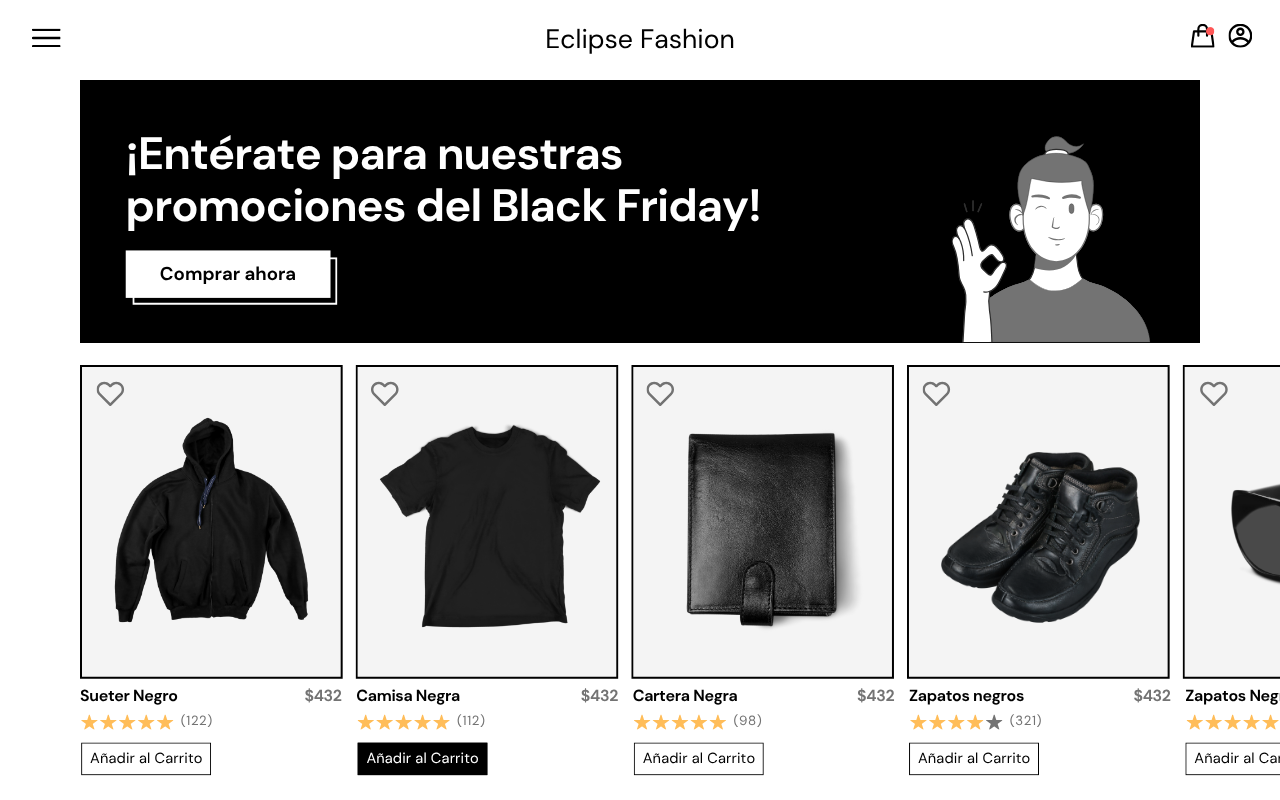 Eclipse Fashion
¡Entérate para nuestras
promociones del Black Friday!
Comprar ahora
Sueter Negro $432
(122)
Añadir al Carrito
Camisa Negra $432
(112)
Añadir al Carrito
Cartera Negra $432
(98)
Añadir al Carrito
Zapatos negros $432
(321)
Añadir al Carrito
Zapatos Neg
Añadir al Car